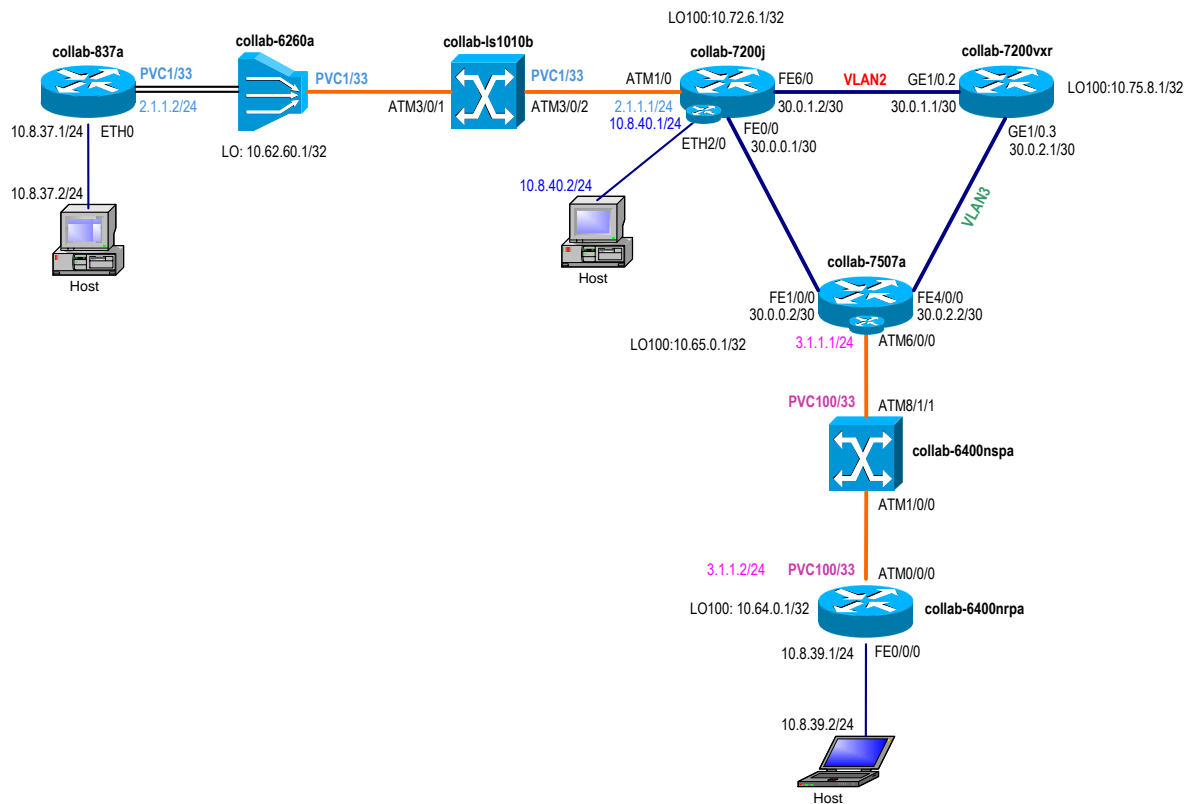 LO100:10.72.6.1/32
collab-837a
collab-6260a
collab-ls1010b
collab-7200j
collab-7200vxr
PVC1/33
PVC1/33
PVC1/33
ATM1/0
FE6/0
VLAN2
GE1/0.2
LO100:10.75.8.1/32
2.1.1.2/24
ATM3/0/1
ATM3/0/2
2.1.1.1/24
30.0.1.2/30
30.0.1.1/30
10.8.37.1/24
ETH0
10.8.40.1/24
FE0/0
GE1/0.3
LO: 10.62.60.1/32
ETH2/0
30.0.0.1/30
30.0.2.1/30
10.8.37.2/24
10.8.40.2/24
VLAN3
Host
Host
collab-7507a
FE1/0/0
FE4/0/0
30.0.0.2/30
30.0.2.2/30
LO100:10.65.0.1/32
3.1.1.1/24
ATM6/0/0
PVC100/33
ATM8/1/1
collab-6400nspa
ATM1/0/0
3.1.1.2/24
PVC100/33
ATM0/0/0
LO100: 10.64.0.1/32
collab-6400nrpa
10.8.39.1/24
FE0/0/0
10.8.39.2/24
Host